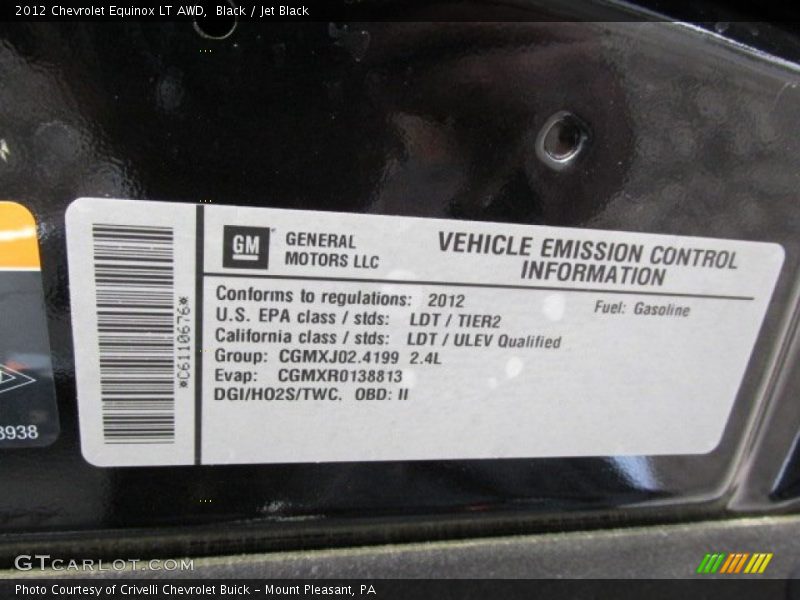 2012 Chevrolet Equinox LT AWD, Black / Jet Black
GM GENERAL MOTORS LLC
VEHICLE EMISSION CONTROL
INFORMATION
Conforms to regulations: 2012
Fuel: Gasoline
U.S. EPA class / stds: LDT / TIER2
California class / stds: LDT / ULEV Qualified
Group: CGMXJ02.4199 2.4L
Evap: CGMXR0138813
DGI/HO2S/TWC. OBD: II
*C6110676*
8938
GTCARLOT.COM
Photo Courtesy of Crivelli Chevrolet Buick - Mount Pleasant, PA